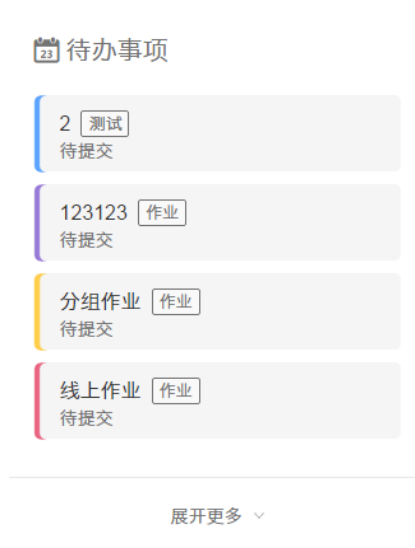 23 待办事项
2 测试
待提交
123123 作业
待提交
分组作业 作业
待提交
线上作业 作业
待提交
展开更多